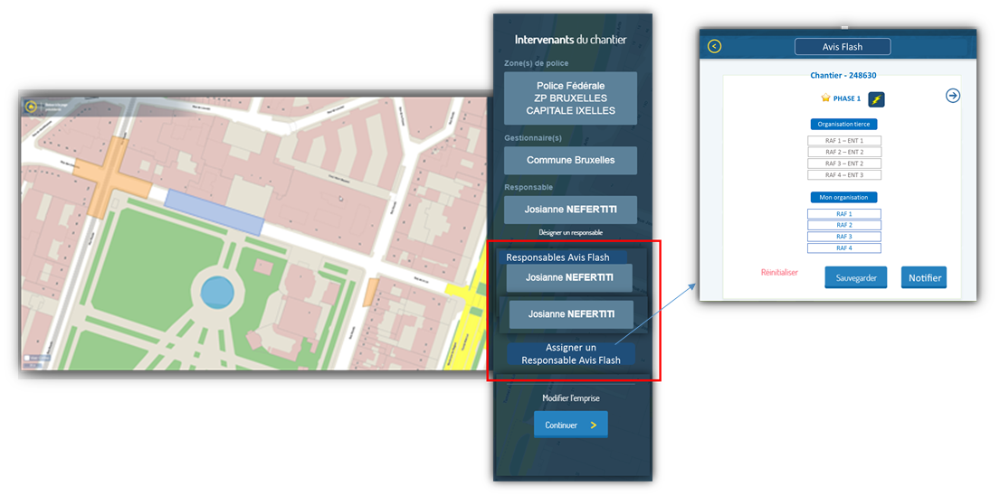 Intervenants du chantier
Zone(s) de police
Police Fédérale
ZP BRUXELLES
CAPITALE IXELLES
Gestionnaire(s)
Commune Bruxelles
Responsable
Josianne NEFERTITI
Désigner un responsable
Responsables Avis Flash
Josianne NEFERTITI
Josianne NEFERTITI
Assigner un
Responsable Avis Flash
Modifier l'emprise
Continuer >
Avis Flash
Chantier - 248630
PHASE 1
Organisation tierce
RAF 1 – ENT 1
RAF 2 – ENT 2
RAF 3 – ENT 2
RAF 4 – ENT 3
Mon organisation
RAF 1
RAF 2
RAF 3
RAF 4
Réinitialiser
Sauvegarder
Notifier